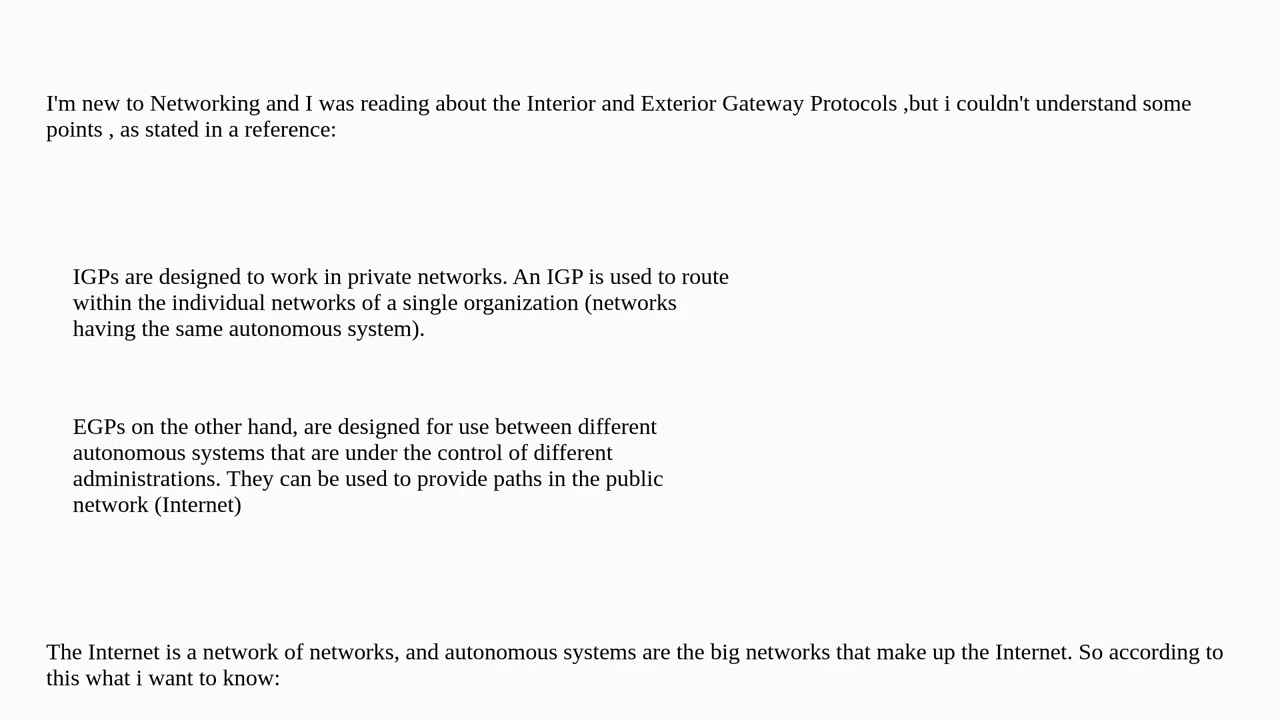 I'm new to Networking and I was reading about the Interior and Exterior Gateway Protocols ,but i couldn't understand some
points , as stated in a reference:
IGPs are designed to work in private networks. An IGP is used to route
within the individual networks of a single organization (networks
having the same autonomous system).
EGPs on the other hand, are designed for use between different
autonomous systems that are under the control of different
administrations. They can be used to provide paths in the public
network (Internet)
The Internet is a network of networks, and autonomous systems are the big networks that make up the Internet. So according to
this what i want to know: